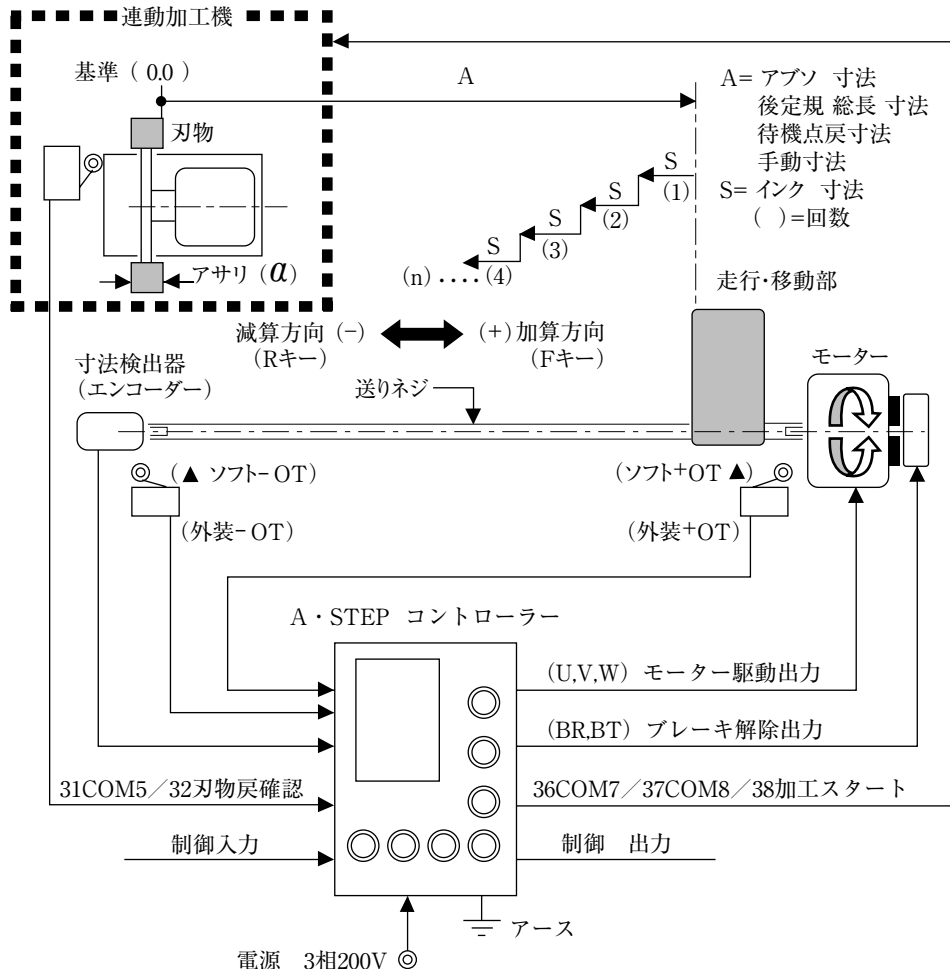 連動加工機
基準 ( 0.0 )
刃物
アサリ (α)
A
A= アブソ 寸法
後定規 総長 寸法
待機点戻寸法
手動寸法
S= インク 寸法
( )=回数
S
(1)
S
(2)
S
(3)
S
(4)
(n) ‥‥
走行・移動部
減算方向 (-)
(Rキー)
(+) 加算方向
(Fキー)
寸法検出器
(エンコーダー)
送りネジ
モーター
(▲ ソフト-OT)
(ソフト+OT ▲)
(外装-OT)
(外装+OT)
A・STEP コントローラー
(U,V,W) モーター駆動出力
(BR,BT) ブレーキ解除出力
31COM5／32刃物戻確認
36COM7／37COM8／38加工スタート
制御入力
制御 出力
アース
電源 3相200V